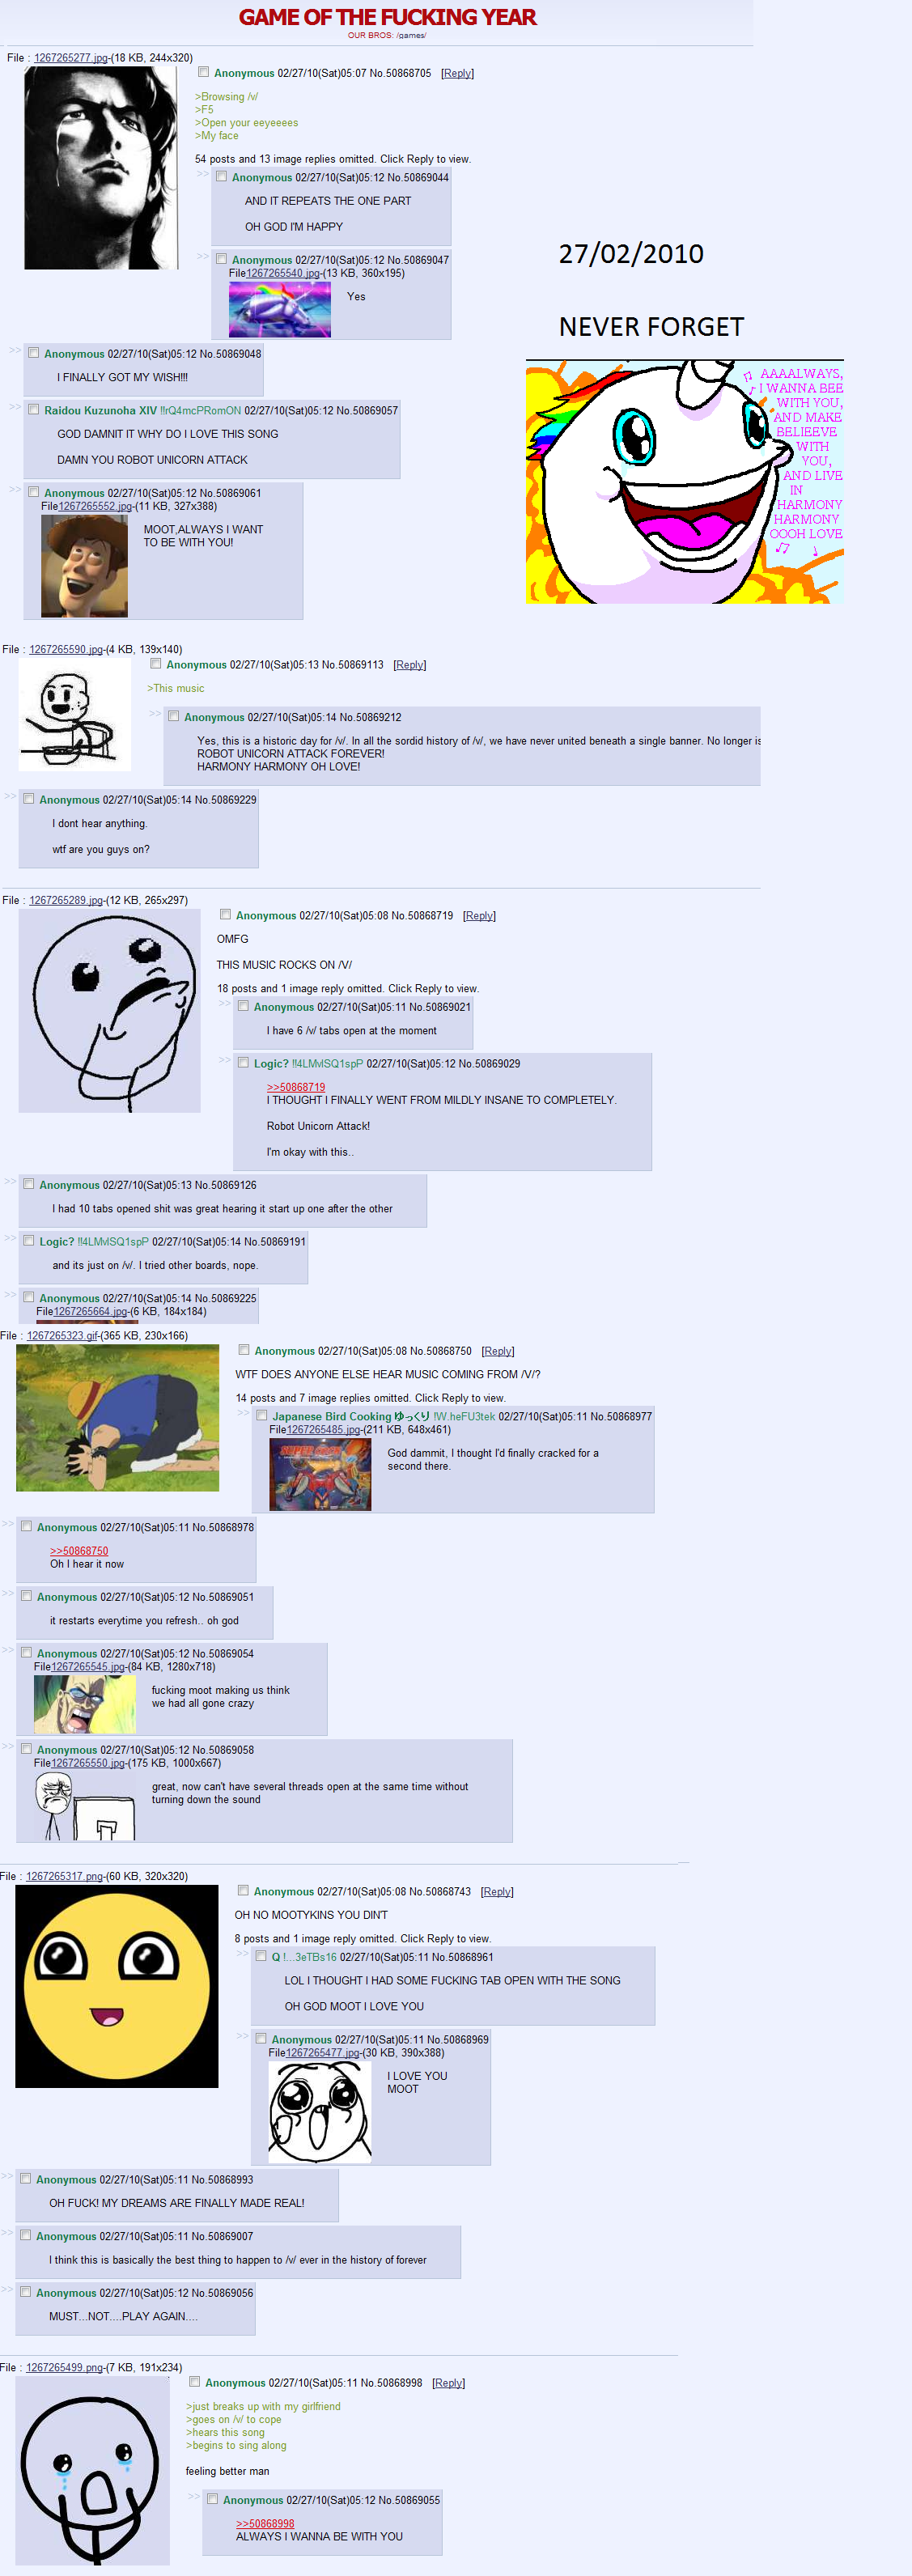 GAME OF THE FUCKING YEAR
OUR BROS: /games/
File : 1267265277.jpg-(18 KB, 244x320)
Anonymous 02/27/10(Sat)05:07 No.50868705 [Reply]
>Browsing /v/
>F5
>Open your eeyeeees
>My face
54 posts and 13 image replies omitted. Click Reply to view.
>> Anonymous 02/27/10(Sat)05:12 No.50869044
AND IT REPEATS THE ONE PART
OH GOD I'M HAPPY
>> Anonymous 02/27/10(Sat)05:12 No.50869047
File1267265540.jpg-(13 KB, 360x195)
Yes
>> Anonymous 02/27/10(Sat)05:12 No.50869048
I FINALLY GOT MY WISH!!!
>> Raidou Kuzunoha XIV !!rQ4mcPRomON 02/27/10(Sat)05:12 No.50869057
GOD DAMNIT IT WHY DO I LOVE THIS SONG
DAMN YOU ROBOT UNICORN ATTACK
>> Anonymous 02/27/10(Sat)05:12 No.50869061
File1267265552.jpg-(11 KB, 327x388)
MOOT,ALWAYS I WANT
TO BE WITH YOU!
27/02/2010
NEVER FORGET
AAAALWAYS,
I WANNA BEE
WITH YOU,
AND MAKE
BELIEEVE
WITH
YOU,
AND LIVE
IN
HARMONY
HARMONY
OOOH LOVE
File : 1267265590.jpg-(4 KB, 139x140)
Anonymous 02/27/10(Sat)05:13 No.50869113 [Reply]
>This music
>> Anonymous 02/27/10(Sat)05:14 No.50869212
Yes, this is a historic day for /v/. In all the sordid history of /v/, we have never united beneath a single banner. No longer is
ROBOT UNICORN ATTACK FOREVER!
HARMONY HARMONY OH LOVE!
>> Anonymous 02/27/10(Sat)05:14 No.50869229
I dont hear anything.
wtf are you guys on?
File : 1267265289.jpg-(12 KB, 265x297)
Anonymous 02/27/10(Sat)05:08 No.50868719 [Reply]
OMFG
THIS MUSIC ROCKS ON /V/
18 posts and 1 image reply omitted. Click Reply to view.
>> Anonymous 02/27/10(Sat)05:11 No.50869021
I have 6 /v/ tabs open at the moment
>> Logic? !!4LMvlSQ1spP 02/27/10(Sat)05:12 No.50869029
>>50868719
I THOUGHT I FINALLY WENT FROM MILDLY INSANE TO COMPLETELY.
Robot Unicorn Attack!
I'm okay with this..
>> Anonymous 02/27/10(Sat)05:13 No.50869126
I had 10 tabs opened shit was great hearing it start up one after the other
>> Logic? !!4LMvlSQ1spP 02/27/10(Sat)05:14 No.50869191
and its just on /v/. I tried other boards, nope.
>> Anonymous 02/27/10(Sat)05:14 No.50869225
File1267265664.jpg-(6 KB, 184x184)
File : 1267265323.gif-(365 KB, 230x166)
Anonymous 02/27/10(Sat)05:08 No.50868750 [Reply]
WTF DOES ANYONE ELSE HEAR MUSIC COMING FROM /V/?
14 posts and 7 image replies omitted. Click Reply to view.
>> Japanese Bird Cooking ゆっくり !W.heFU3tek 02/27/10(Sat)05:11 No.50868977
File1267265485.jpg-(211 KB, 648x461)
God dammit, I thought I'd finally cracked for a
second there.
>> Anonymous 02/27/10(Sat)05:11 No.50868978
>>50868750
Oh I hear it now
>> Anonymous 02/27/10(Sat)05:12 No.50869051
it restarts everytime you refresh.. oh god
>> Anonymous 02/27/10(Sat)05:12 No.50869054
File1267265545.jpg-(84 KB, 1280x718)
fucking moot making us think
we had all gone crazy
>> Anonymous 02/27/10(Sat)05:12 No.50869058
File1267265550.jpg-(175 KB, 1000x667)
great, now can't have several threads open at the same time without
turning down the sound
File : 1267265317.png-(60 KB, 320x320)
Anonymous 02/27/10(Sat)05:08 No.50868743 [Reply]
OH NO MOOTYKINS YOU DIN'T
8 posts and 1 image reply omitted. Click Reply to view.
>> Q !...3eTBs16 02/27/10(Sat)05:11 No.50868961
LOL I THOUGHT I HAD SOME FUCKING TAB OPEN WITH THE SONG
OH GOD MOOT I LOVE YOU
>> Anonymous 02/27/10(Sat)05:11 No.50868969
File1267265477.jpg-(30 KB, 390x388)
I LOVE YOU
MOOT
>> Anonymous 02/27/10(Sat)05:11 No.50868993
OH FUCK! MY DREAMS ARE FINALLY MADE REAL!
>> Anonymous 02/27/10(Sat)05:11 No.50869007
I think this is basically the best thing to happen to /v/ ever in the history of forever
>> Anonymous 02/27/10(Sat)05:12 No.50869056
MUST...NOT....PLAY AGAIN....
File : 1267265499.png-(7 KB, 191x234)
Anonymous 02/27/10(Sat)05:11 No.50868998 [Reply]
>just breaks up with my girlfriend
>goes on /v/ to cope
>hears this song
>begins to sing along
feeling better man
>> Anonymous 02/27/10(Sat)05:12 No.50869055
>>50868998
ALWAYS I WANNA BE WITH YOU